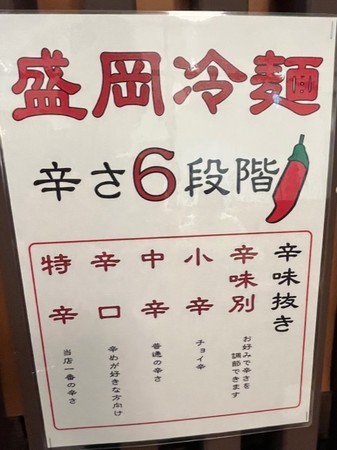 盛岡冷麺
辛さ6段階
辛味抜き
辛味別
お好みで辛さを
調節できます
小辛
チョイ辛
中辛
普通の辛さ
辛口
辛めが好きな方向け
特辛
当店一番の辛さ